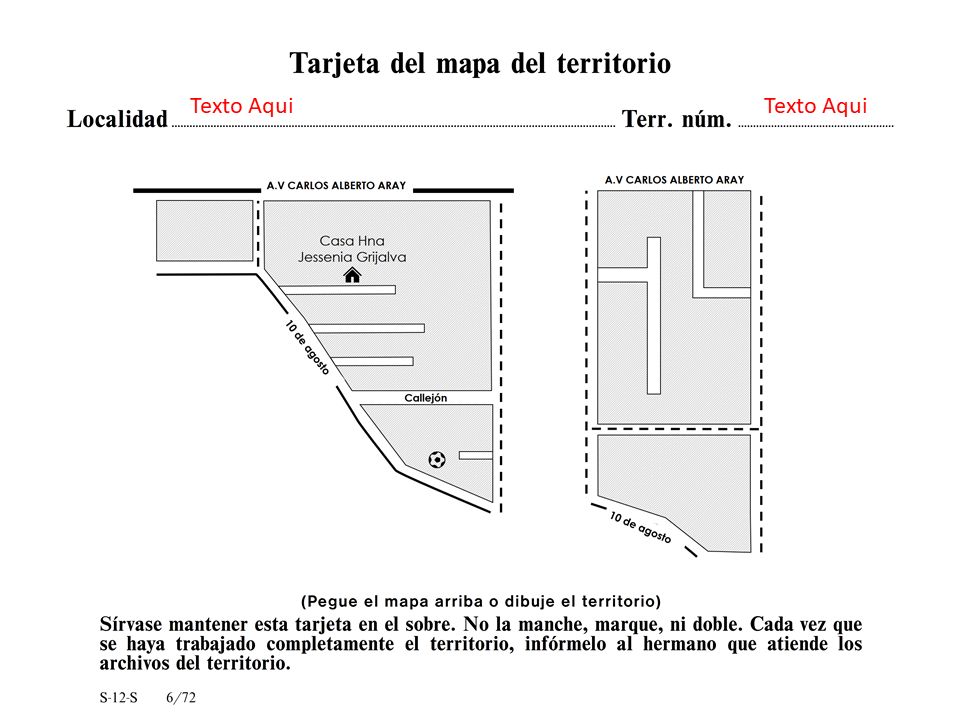 Tarjeta del mapa del territorio
Localidad Texto Aqui Terr. núm. Texto Aqui
A.V CARLOS ALBERTO ARAY
A.V CARLOS ALBERTO ARAY
Casa Hna
Jessenia Grijalva
10 de agosto
Callejón
10 de agosto
(Pegue el mapa arriba o dibuje el territorio)
Sírvase mantener esta tarjeta en el sobre. No la manche, marque, ni doble. Cada vez que
se haya trabajado completamente el territorio, infórmelo al hermano que atiende los
archivos del territorio.
S-12-S 6/72